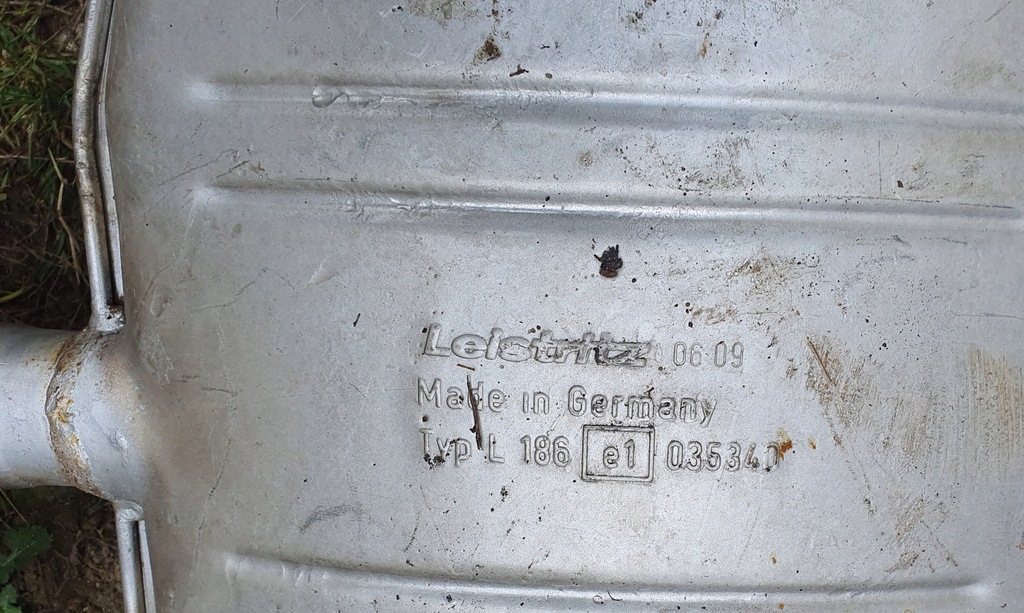 Leistritz 06 09
Made in Germany
Typ L 186 e1 035340